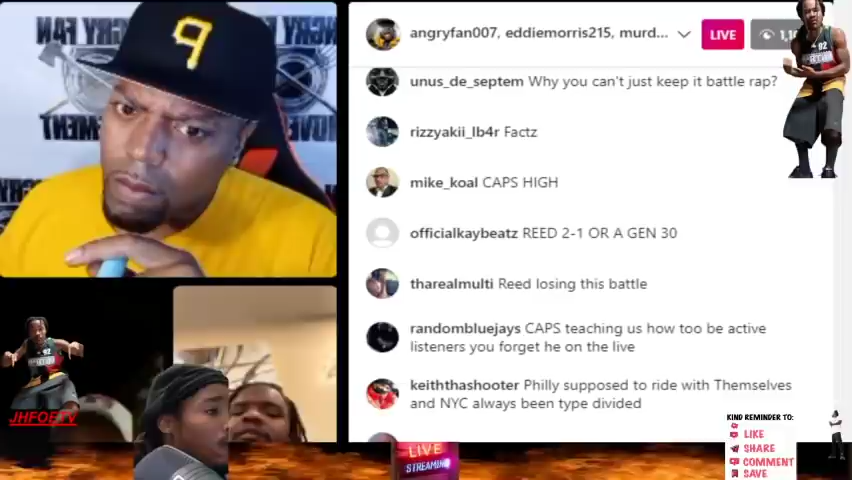 angryfan007, eddiemorris215, murd...
LIVE
unus_de_septem Why you can't just keep it battle rap?
rizzyakii_lb4r Factz
mike_koal CAPS HIGH
officialkaybeatz REED 2-1 OR A GEN 30
tharealmulti Reed losing this battle
randombluejays CAPS teaching us how too be active
listeners you forget he on the live
keiththashooter Philly supposed to ride with Themselves
and NYC always been type divided
JHFOETV
LIVE
STREAMING
KIND REMINDER TO:
LIKE
SHARE
COMMENT
SAVE